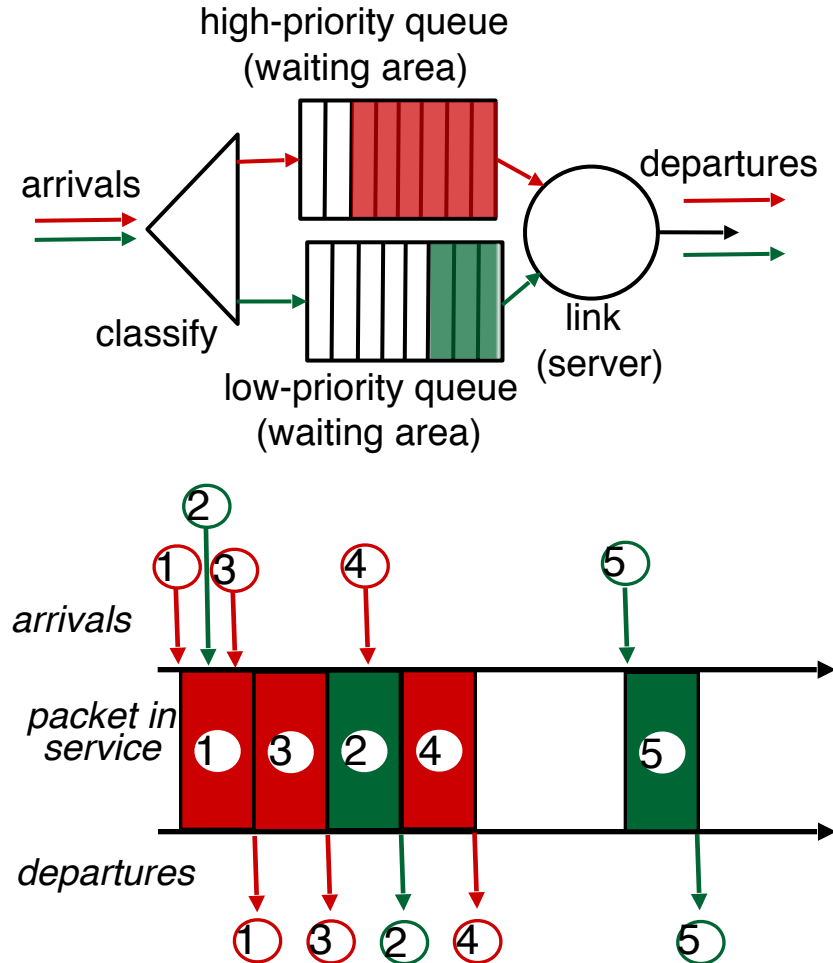 high-priority queue
(waiting area)
arrivals
departures
classify
link
(server)
low-priority queue
(waiting area)
2
1
3
4
5
arrivals
packet in
service
1
3
2
4
5
departures
1
3
2
4
5